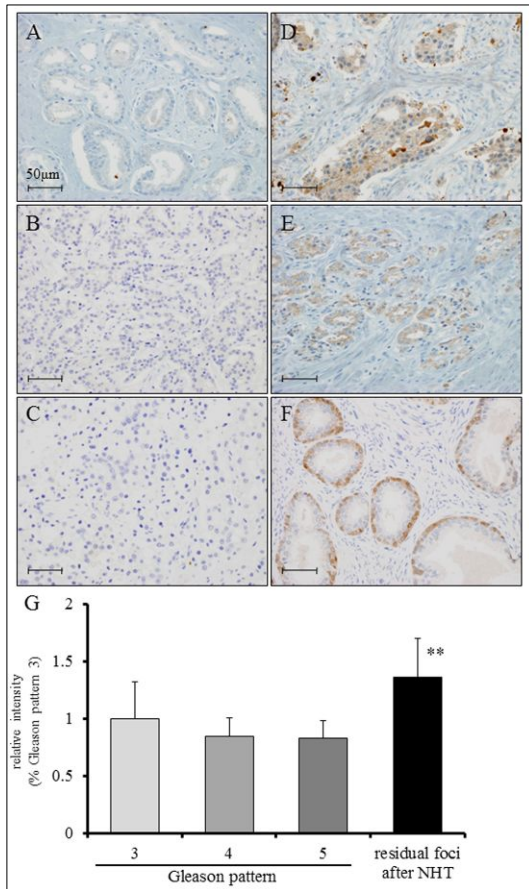 A
D
50μm
B
E
C
F
G
relative intensity
(% Gleason pattern 3)
2
1.5
1
0.5
0
**
3
4
5
Gleason pattern
residual foci
after NHT